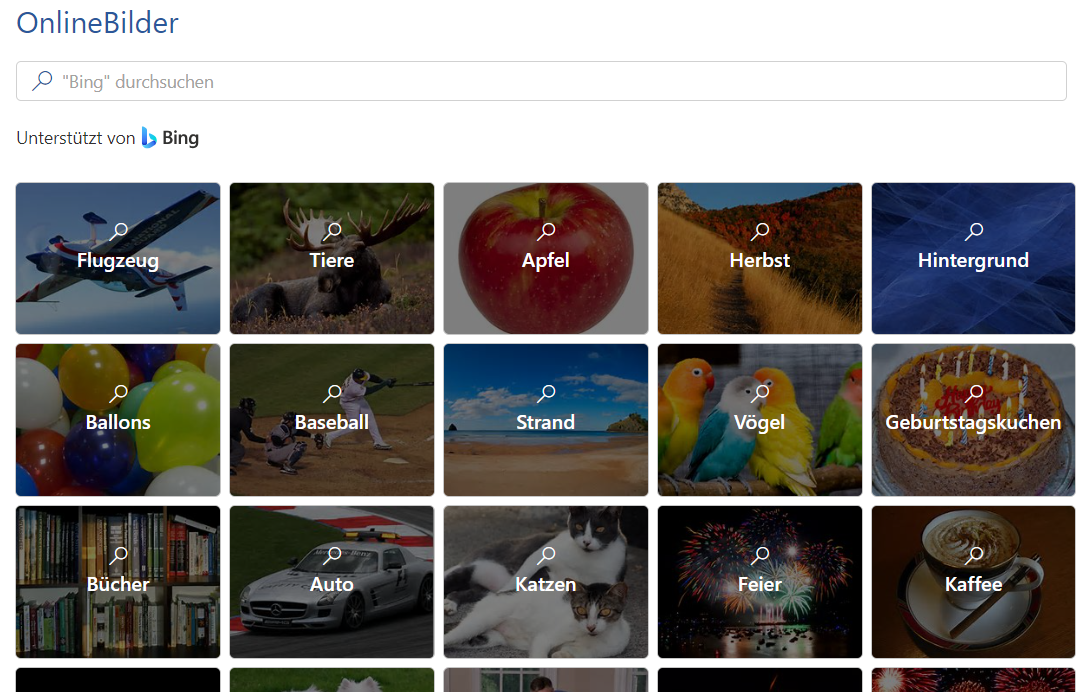 OnlineBilder
"Bing" durchsuchen
Unterstützt von Bing
Flugzeug
Tiere
Apfel
Herbst
Hintergrund
Ballons
Baseball
Strand
Vögel
Geburtstagskuchen
Bücher
Auto
Katzen
Feier
Kaffee